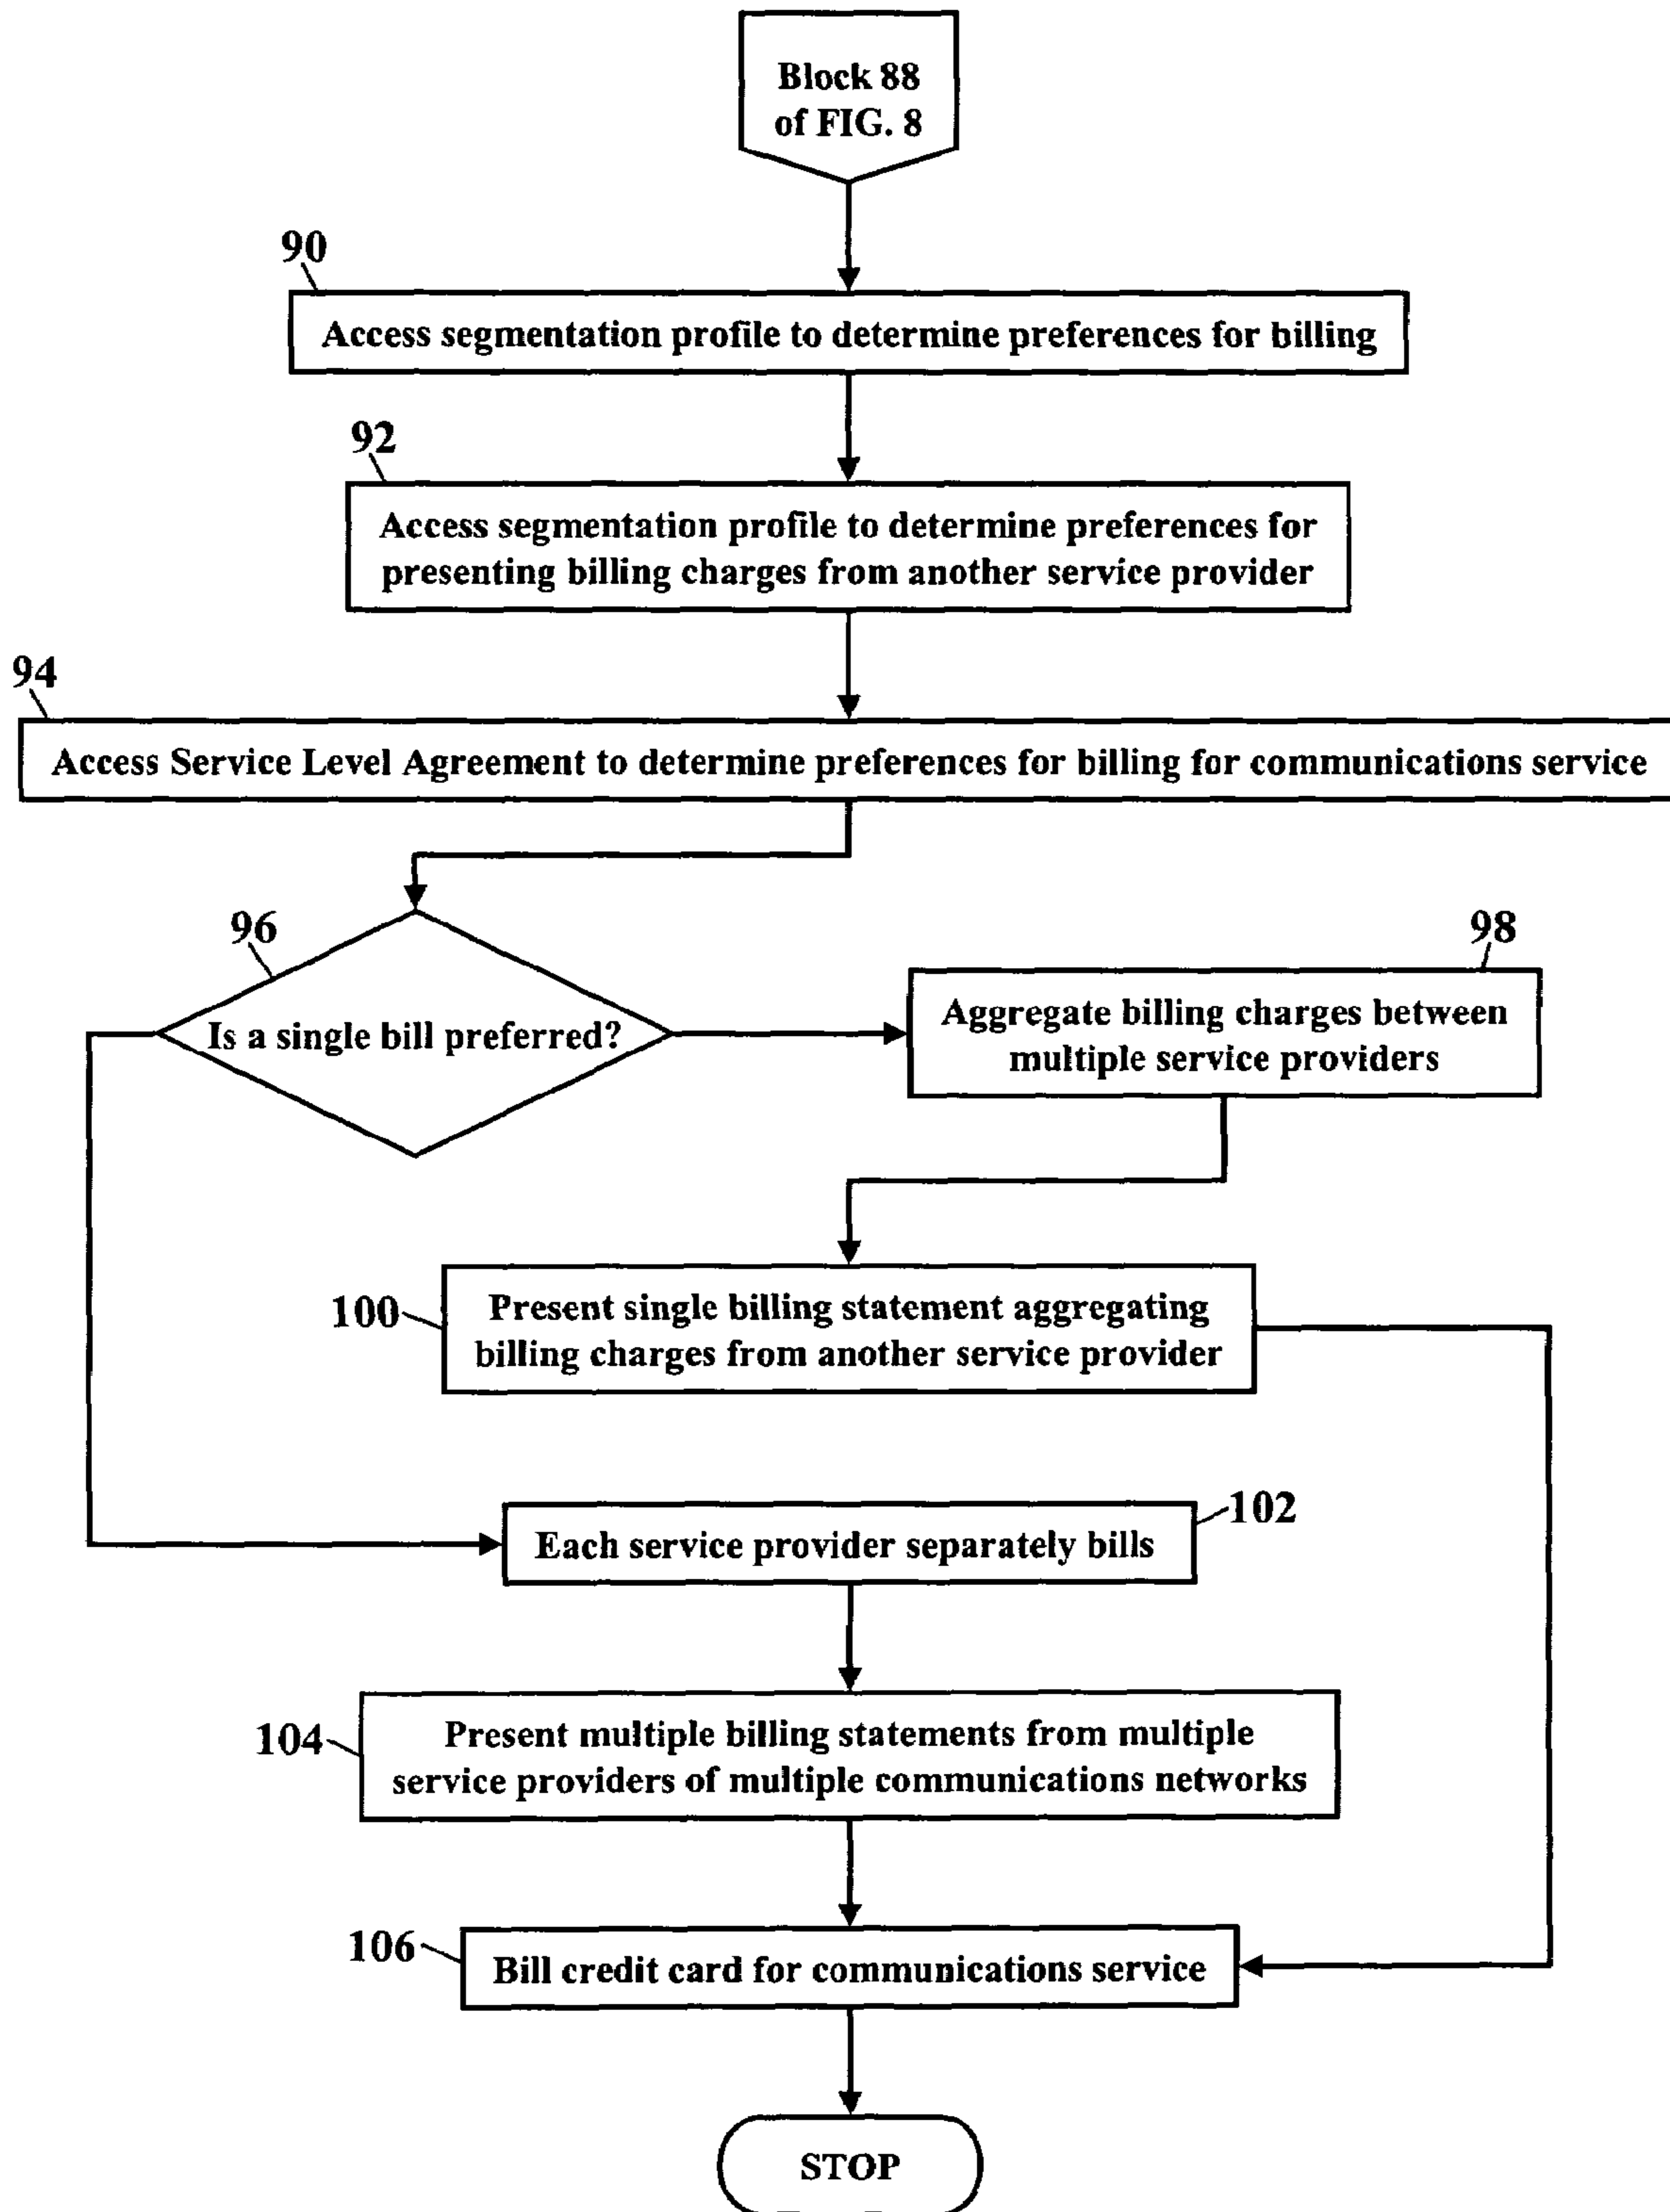 Block 88
of FIG. 8
90
Access segmentation profile to determine preferences for billing
92
Access segmentation profile to determine preferences for
presenting billing charges from another service provider
94
Access Service Level Agreement to determine preferences for billing for communications service
96
Is a single bill preferred?
98
Aggregate billing charges between
multiple service providers
100
Present single billing statement aggregating
billing charges from another service provider
102
Each service provider separately bills
104
Present multiple billing statements from multiple
service providers of multiple communications networks
106
Bill credit card for communications service
STOP